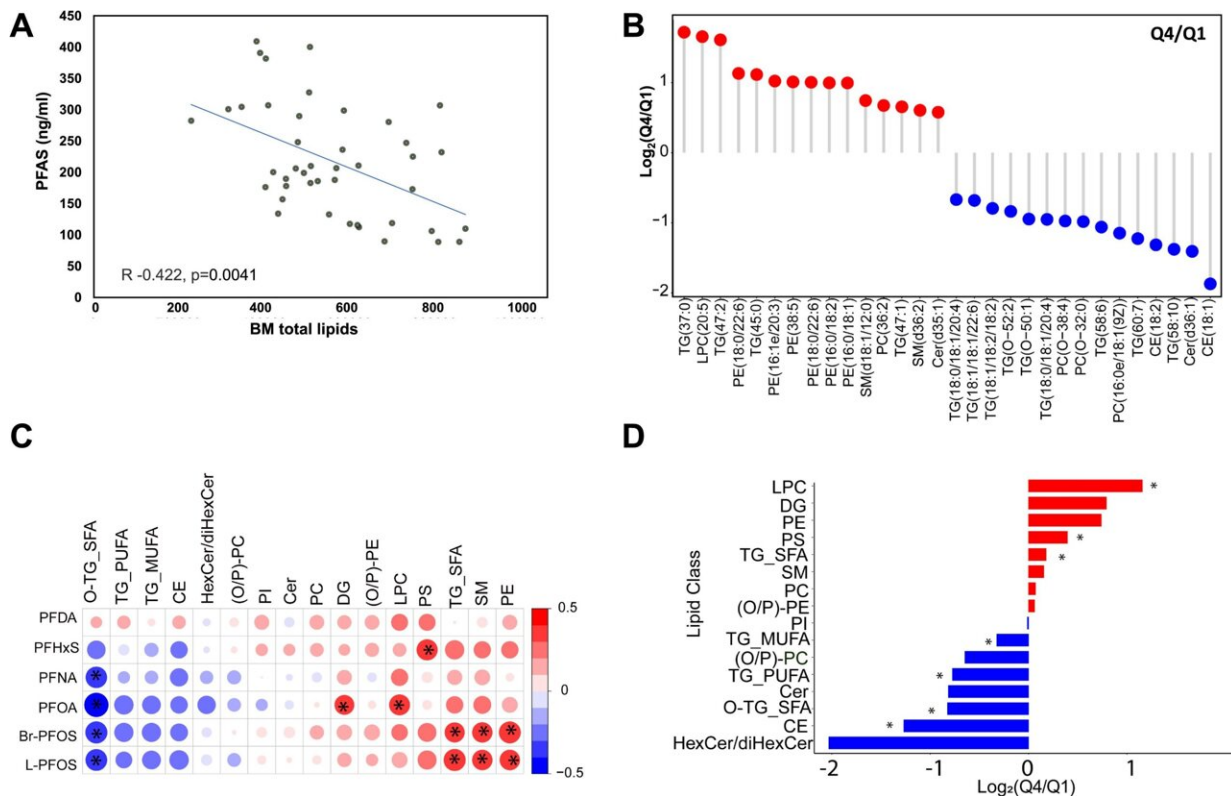 A
450
400
350
300
250
200
150
100
50
0
PFAS (ng/ml)
R -0.422, p=0.0041
0
200
400
600
800
1000
BM total lipids
B
Q4/Q1
Log₂(Q4/Q1)
1
0
−1
−2
TG(37:0)
LPC(20:5)
TG(47:2)
PE(18:0/22:6)
TG(45:0)
PE(16:1e/20:3)
PE(38:5)
PE(18:0/22:6)
PE(16:0/18:2)
PE(16:0/18:1)
SM(d18:1/12:0)
PC(36:2)
TG(47:1)
SM(d36:2)
Cer(d35:1)
TG(18:0/18:1/20:4)
TG(18:1/18:1/22:6)
TG(18:1/18:2/18:2)
TG(O−52:2)
TG(O−50:1)
TG(18:0/18:1/20:4)
PC(O−38:4)
PC(O−32:0)
TG(58:6)
PC(16:0e/18:1(9Z))
TG(60:7)
CE(18:2)
TG(58:10)
Cer(d36:1)
CE(18:1)
C
O-TG_SFA
TG_PUFA
TG_MUFA
CE
HexCer/diHexCer
(O/P)-PC
PI
Cer
PC
DG
(O/P)-PE
LPC
PS
TG_SFA
SM
PE
PFDA
PFHxS
*
PFNA
*
PFOA
* * *
Br-PFOS
* * * *
L-PFOS
* * * *
0.5
0
−0.5
D
Lipid Class
LPC *
DG
PE
PS *
TG_SFA *
SM
PC
(O/P)-PE
PI
TG_MUFA *
(O/P)-PC
TG_PUFA *
Cer
O-TG_SFA *
CE *
HexCer/diHexCer
-2
-1
0
1
Log₂(Q4/Q1)